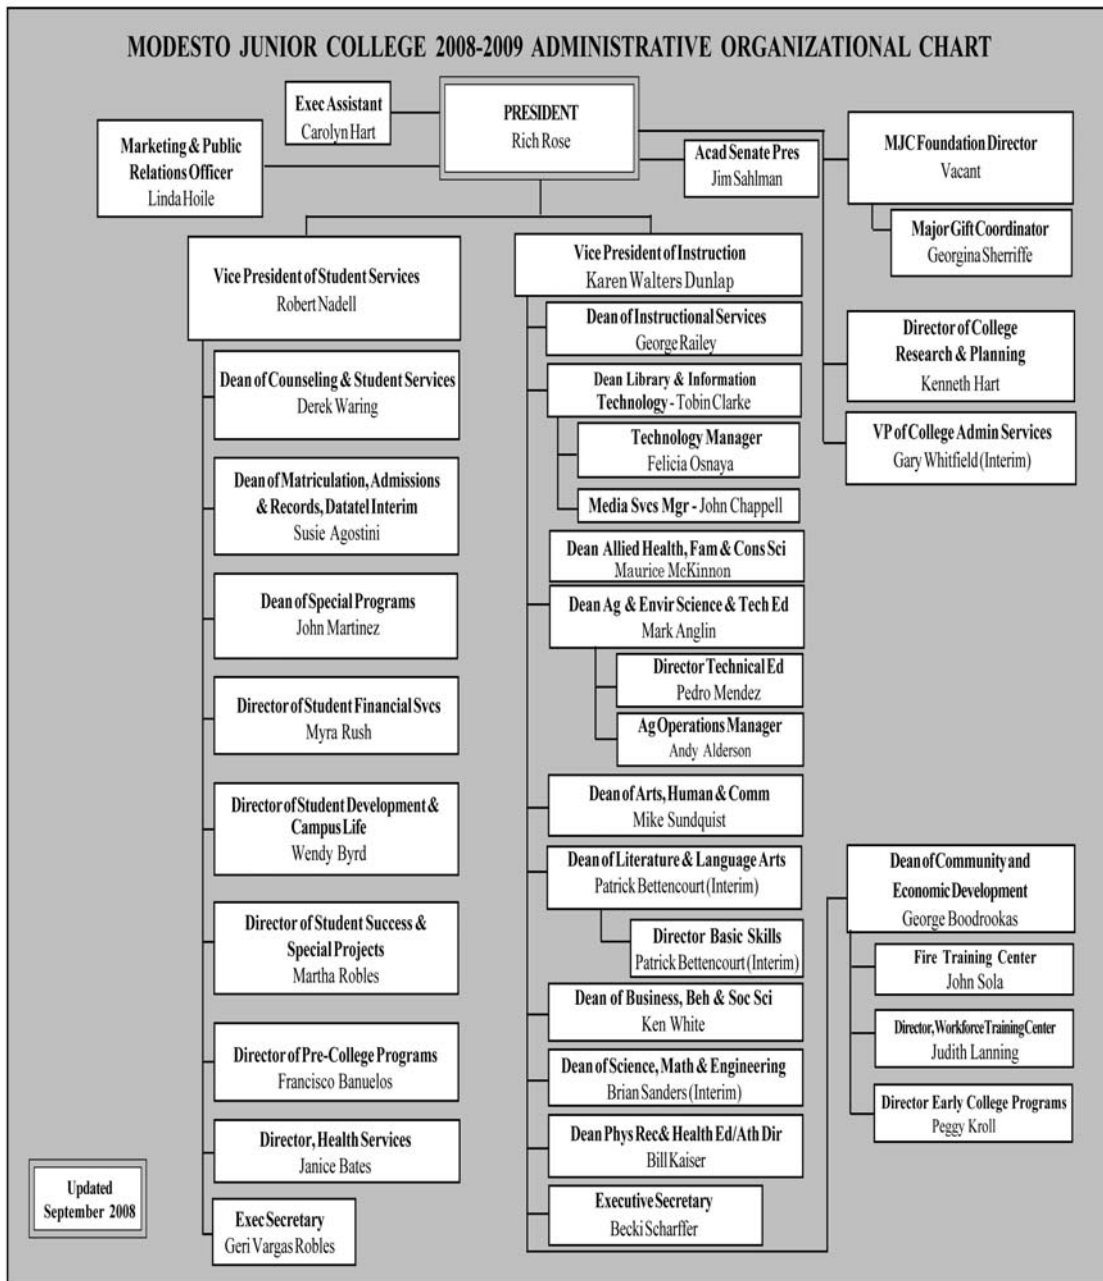 MODESTO JUNIOR COLLEGE 2008-2009 ADMINISTRATIVE ORGANIZATIONAL CHART
Exec Assistant
Carolyn Hart
PRESIDENT
Rich Rose
Marketing & Public
Relations Officer
Linda Hoile
Acad Senate Pres
Jim Sahlman
MJC Foundation Director
Vacant
Major Gift Coordinator
Georgina Sherriffe
Director of College
Research & Planning
Kenneth Hart
VP of College Admin Services
Gary Whitfield (Interim)
Vice President of Student Services
Robert Nadell
Dean of Counseling & Student Services
Derek Waring
Dean of Matriculation, Admissions
& Records, Datatel Interim
Susie Agostini
Dean of Special Programs
John Martinez
Director of Student Financial Svcs
Myra Rush
Director of Student Development &
Campus Life
Wendy Byrd
Director of Student Success &
Special Projects
Martha Robles
Director of Pre-College Programs
Francisco Banuelos
Director, Health Services
Janice Bates
Exec Secretary
Geri Vargas Robles
Vice President of Instruction
Karen Walters Dunlap
Dean of Instructional Services
George Railey
Dean Library & Information
Technology - Tobin Clarke
Technology Manager
Felicia Osnaya
Media Svcs Mgr - John Chappell
Dean Allied Health, Fam & Cons Sci
Maurice McKinnon
Dean Ag & Envir Science & Tech Ed
Mark Anglin
Director Technical Ed
Pedro Mendez
Ag Operations Manager
Andy Alderson
Dean of Arts, Human & Comm
Mike Sundquist
Dean of Literature & Language Arts
Patrick Bettencourt (Interim)
Director Basic Skills
Patrick Bettencourt (Interim)
Dean of Business, Beh & Soc Sci
Ken White
Dean of Science, Math & Engineering
Brian Sanders (Interim)
Dean Phys Rec& Health Ed/Ath Dir
Bill Kaiser
Executive Secretary
Becki Scharffer
Dean of Community and
Economic Development
George Boodrookas
Fire Training Center
John Sola
Director, Workforce Training Center
Judith Lanning
Director Early College Programs
Peggy Kroll
Updated
September 2008